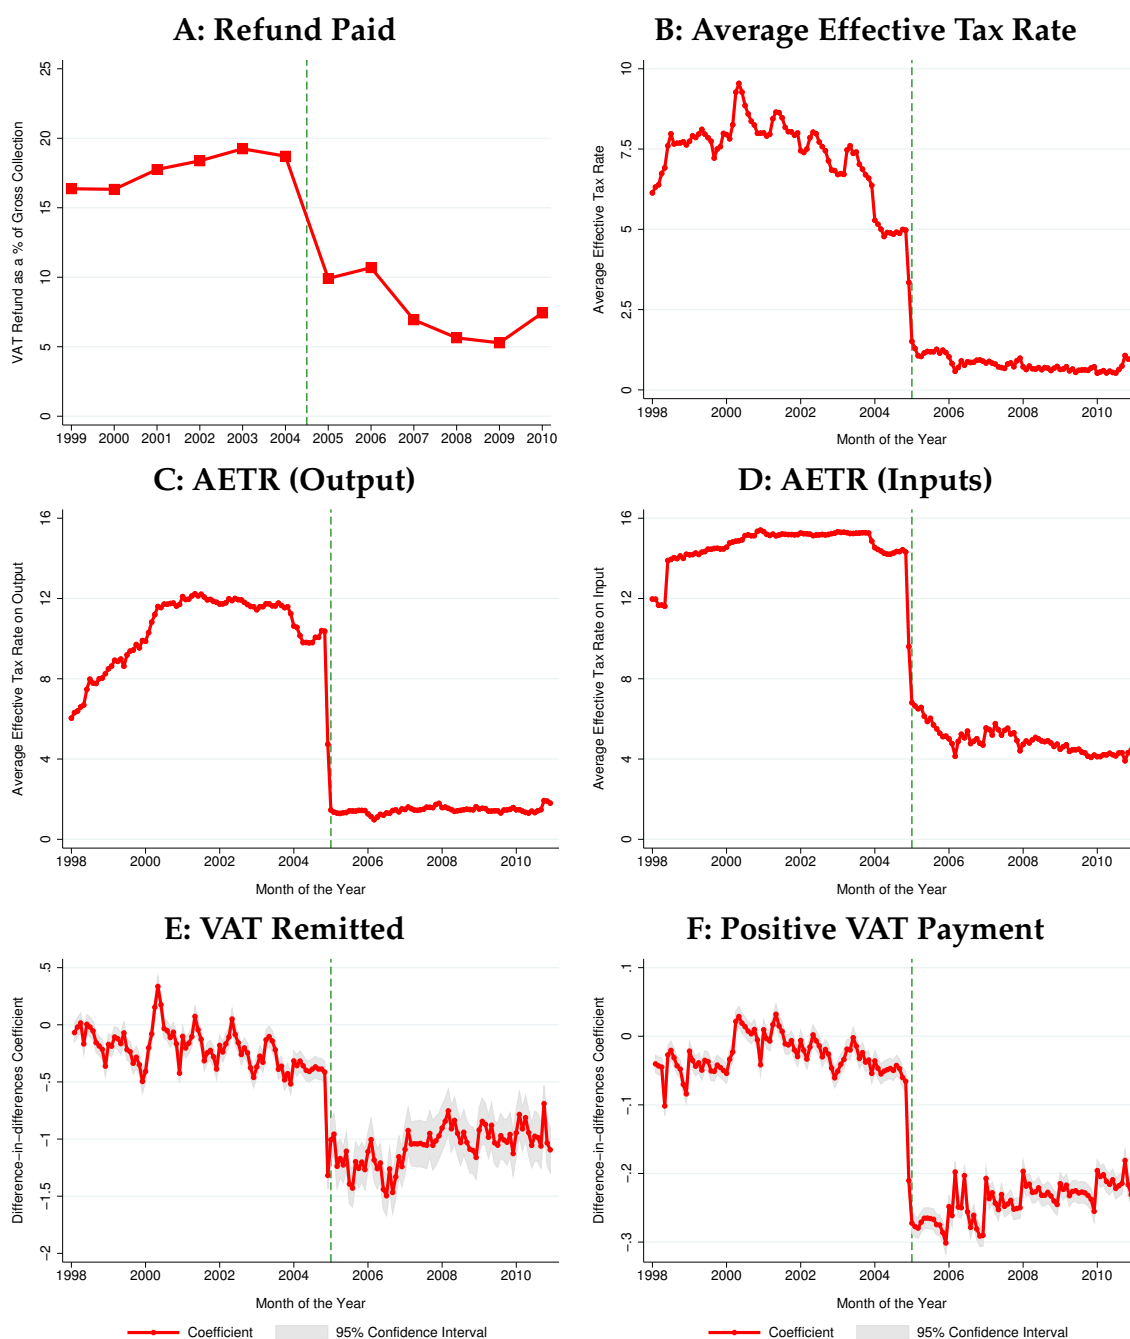 A: Refund Paid
VAT Refund as a % of Gross Collection
25
20
15
10
5
0
1999 2000 2001 2002 2003 2004 2005 2006 2007 2008 2009 2010
B: Average Effective Tax Rate
Average Effective Tax Rate
10
7.5
5
2.5
0
1998 2000 2002 2004 2006 2008 2010
Month of the Year
C: AETR (Output)
Average Effective Tax Rate on Output
16
12
8
4
0
1998 2000 2002 2004 2006 2008 2010
Month of the Year
D: AETR (Inputs)
Average Effective Tax Rate on Input
16
12
8
4
0
1998 2000 2002 2004 2006 2008 2010
Month of the Year
E: VAT Remitted
Difference-in-differences Coefficient
.5
0
-.5
-1
-1.5
-2
1998 2000 2002 2004 2006 2008 2010
Month of the Year
Coefficient 95% Confidence Interval
F: Positive VAT Payment
Difference-in-differences Coefficient
.1
0
-.1
-.2
-.3
1998 2000 2002 2004 2006 2008 2010
Month of the Year
Coefficient 95% Confidence Interval